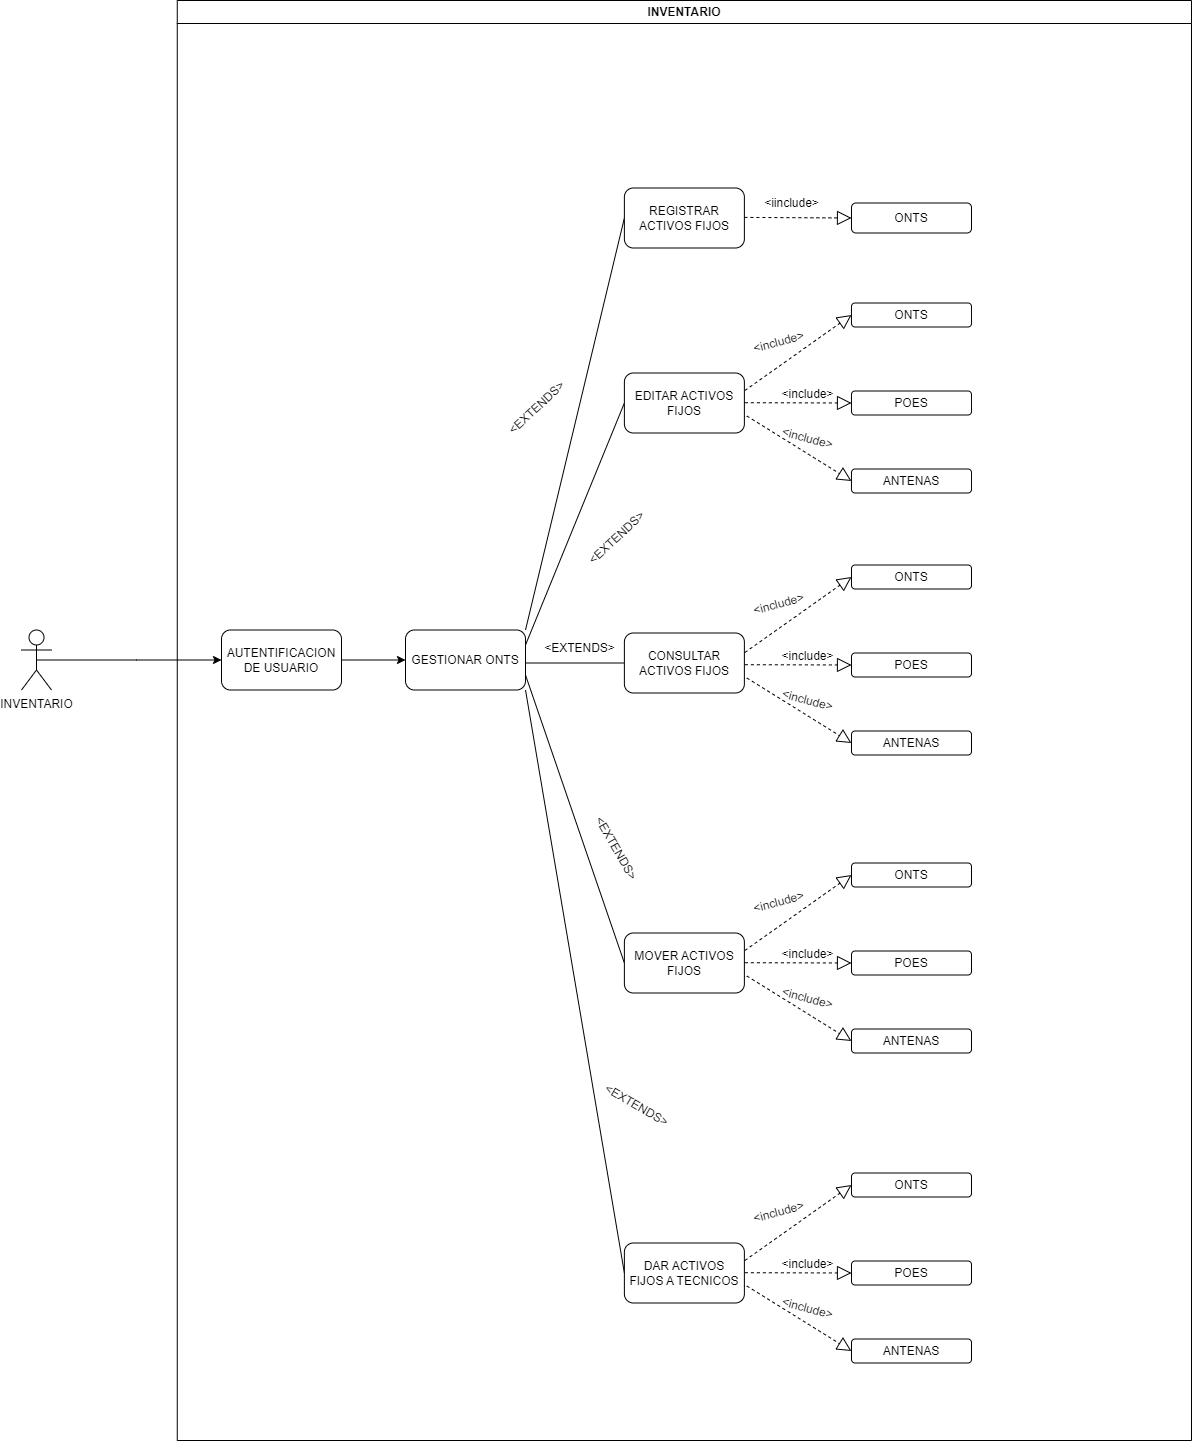 INVENTARIO
REGISTRAR
ACTIVOS FIJOS
<iinclude>
ONTS
<EXTENDS>
EDITAR ACTIVOS
FIJOS
<include>
ONTS
<include>
POES
<include>
ANTENAS
<EXTENDS>
INVENTARIO
AUTENTIFICACION
DE USUARIO
GESTIONAR ONTS
<EXTENDS>
CONSULTAR
ACTIVOS FIJOS
<include>
ONTS
<include>
POES
<include>
ANTENAS
<EXTENDS>
MOVER ACTIVOS
FIJOS
<include>
ONTS
<include>
POES
<include>
ANTENAS
<EXTENDS>
DAR ACTIVOS
FIJOS A TECNICOS
<include>
ONTS
<include>
POES
<include>
ANTENAS